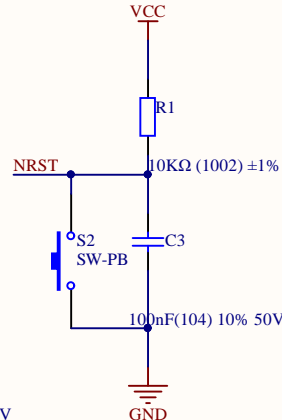 VCC
R1
NRST
10KΩ (1002) ±1%
S2
SW-PB
C3
100nF(104) 10% 50V
V
GND